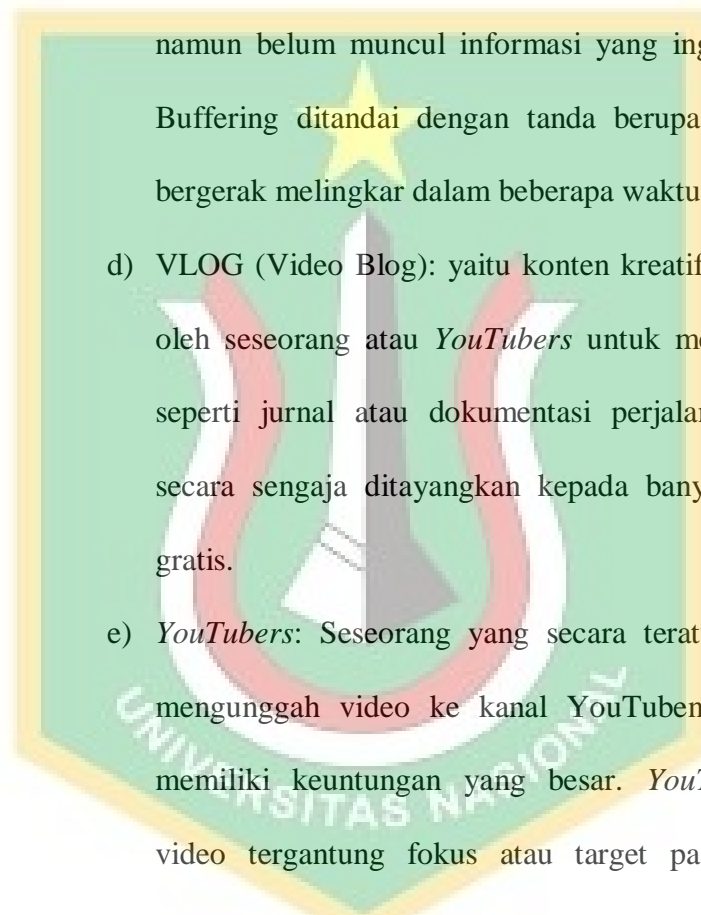 namun belum muncul informasi yang ing
Buffering ditandai dengan tanda berupa
bergerak melingkar dalam beberapa waktu
d) VLOG (Video Blog): yaitu konten kreatif
oleh seseorang atau YouTubers untuk me
seperti jurnal atau dokumentasi perjalan
secara sengaja ditayangkan kepada bany
gratis.
e) YouTubers: Seseorang yang secara terat
mengunggah video ke kanal YouTuben
memiliki keuntungan yang besar. YouT
video tergantung fokus atau target pa
UNIVERSITAS NASIONAL